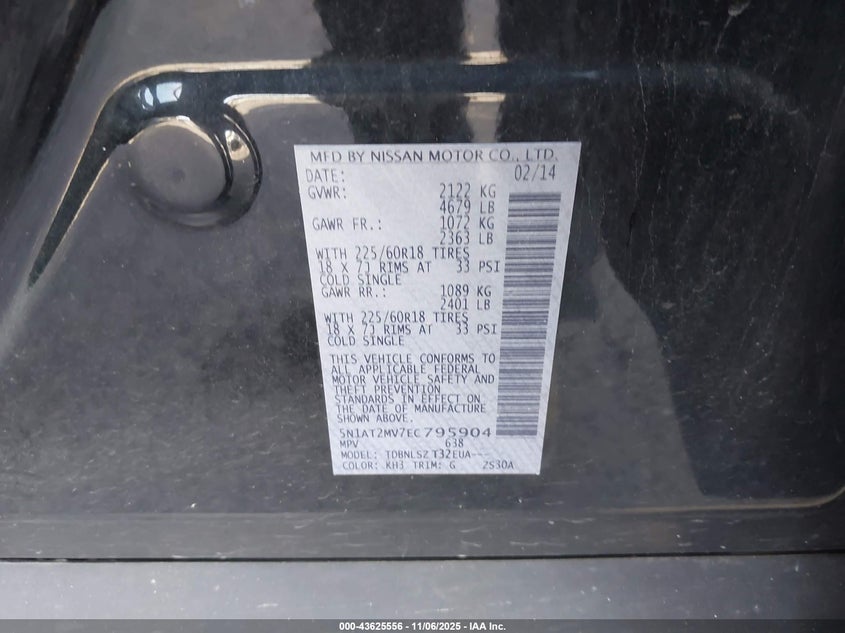 MFD BY NISSAN MOTOR CO., LTD.
DATE: 02/14
GVWR: 2122 KG
4679 LB
GAWR FR.: 1072 KG
2363 LB
WITH 225/60R18 TIRES
18 X 7J RIMS AT 33 PSI
COLD SINGLE
GAWR RR.: 1089 KG
2401 LB
WITH 225/60R18 TIRES
18 X 7J RIMS AT 33 PSI
COLD SINGLE
THIS VEHICLE CONFORMS TO
ALL APPLICABLE FEDERAL
MOTOR VEHICLE SAFETY AND
THEFT PREVENTION
STANDARDS IN EFFECT ON
THE DATE OF MANUFACTURE
SHOWN ABOVE.
5N1AT2MV7EC795904
MPV 638
MODEL: TDBNLSZ T32EUA---
COLOR: KH3 TRIM: G ZS30A
000-43625556 - 11/06/2025 - IAA Inc.